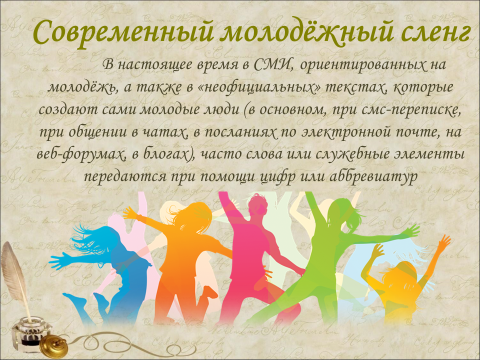 Современный молодёжный сленг
В настоящее время в СМИ, ориентированных на
молодёжь, а также в «неофициальных» текстах, которые
создают сами молодые люди (в основном, при смс-переписке,
при общении в чатах, в посланиях по электронной почте, на
веб-форумах, в блогах), часто слова или служебные элементы
передаются при помощи цифр или аббревиатур